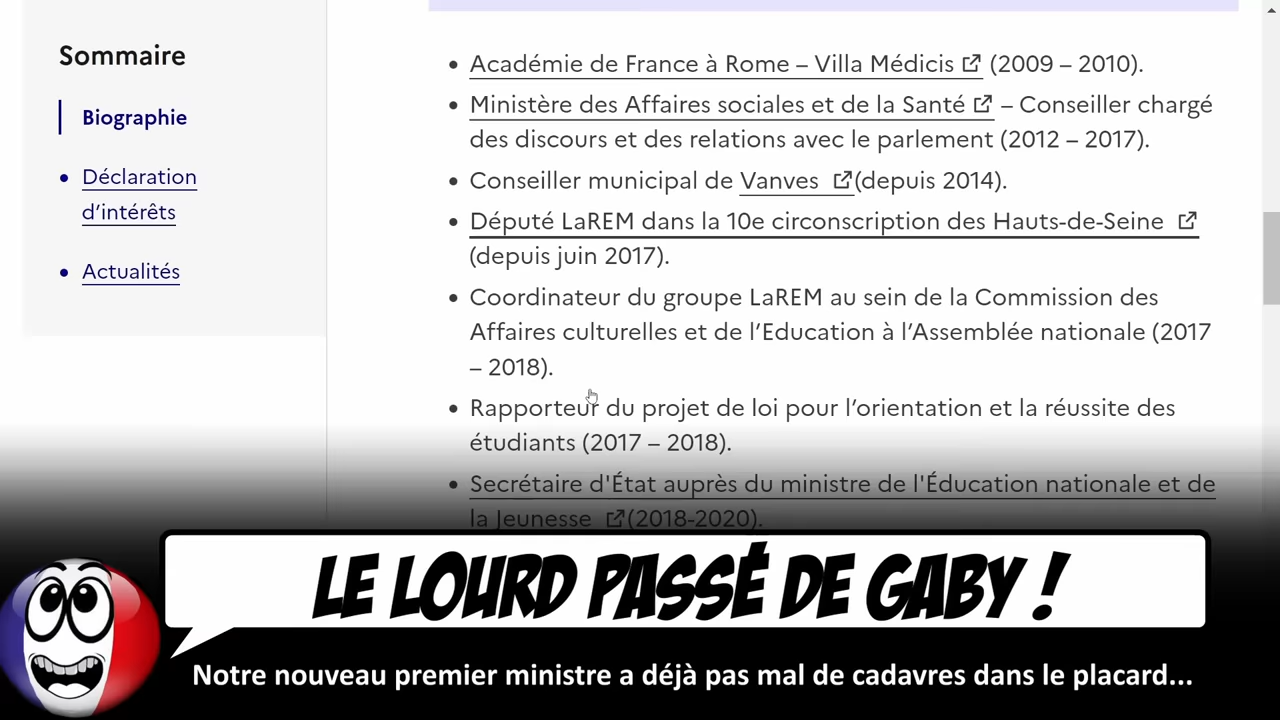 Sommaire
Biographie
Déclaration
d’intérêts
Actualités
Académie de France à Rome – Villa Médicis (2009 – 2010).
Ministère des Affaires sociales et de la Santé – Conseiller chargé
des discours et des relations avec le parlement (2012 – 2017).
Conseiller municipal de Vanves (depuis 2014).
Député LaREM dans la 10e circonscription des Hauts-de-Seine
(depuis juin 2017).
Coordinateur du groupe LaREM au sein de la Commission des
Affaires culturelles et de l’Education à l’Assemblée nationale (2017
– 2018).
Rapporteur du projet de loi pour l’orientation et la réussite des
étudiants (2017 – 2018).
Secrétaire d'État auprès du ministre de l'Éducation nationale et de
la Jeunesse (2018-2020).
LE LOURD PASSÉ DE GABY !
Notre nouveau premier ministre a déjà pas mal de cadavres dans le placard...